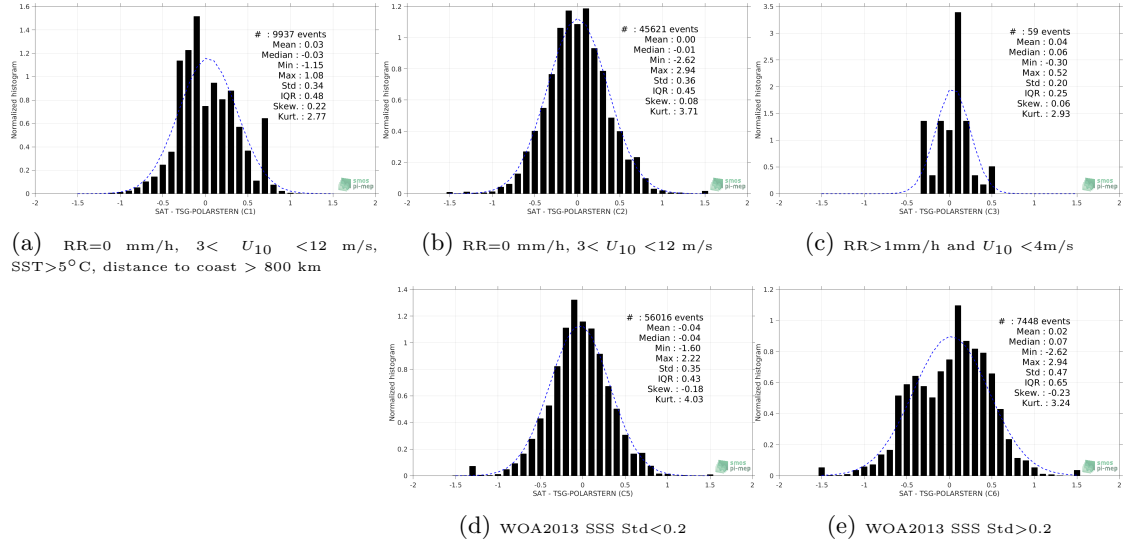 1.6
1.4
1.2
1
0.8
0.6
0.4
0.2
0
Normalized histogram
-2 -1.5 -1 -0.5 0 0.5 1 1.5 2
SAT - TSG-POLARSTERN (C1)
# : 9937 events
Mean : 0.03
Median : -0.03
Min : -1.15
Max : 1.08
Std : 0.34
IQR : 0.48
Skew. : 0.22
Kurt. : 2.77
smos
pi-mep
(a) RR=0 mm/h, 3< U10 <12 m/s,
SST>5°C, distance to coast > 800 km
1.2
1
0.8
0.6
0.4
0.2
0
Normalized histogram
-2 -1.5 -1 -0.5 0 0.5 1 1.5 2
SAT - TSG-POLARSTERN (C2)
# : 45621 events
Mean : 0.00
Median : -0.01
Min : -2.62
Max : 2.94
Std : 0.36
IQR : 0.45
Skew. : 0.08
Kurt. : 3.71
smos
pi-mep
(b) RR=0 mm/h, 3< U10 <12 m/s
3.5
3
2.5
2
1.5
1
0.5
0
Normalized histogram
-2 -1.5 -1 -0.5 0 0.5 1 1.5 2
SAT - TSG-POLARSTERN (C3)
# : 59 events
Mean : 0.04
Median : 0.06
Min : -0.30
Max : 0.52
Std : 0.20
IQR : 0.25
Skew. : 0.06
Kurt. : 2.93
smos
pi-mep
(c) RR>1mm/h and U10 <4m/s
1.4
1.2
1
0.8
0.6
0.4
0.2
0
Normalized histogram
-2 -1.5 -1 -0.5 0 0.5 1 1.5 2
SAT - TSG-POLARSTERN (C5)
# : 56016 events
Mean : -0.04
Median : -0.04
Min : -1.60
Max : 2.22
Std : 0.35
IQR : 0.43
Skew. : -0.18
Kurt. : 4.03
smos
pi-mep
(d) WOA2013 SSS Std<0.2
1.2
1
0.8
0.6
0.4
0.2
0
Normalized histogram
-2 -1.5 -1 -0.5 0 0.5 1 1.5 2
SAT - TSG-POLARSTERN (C6)
# : 7448 events
Mean : 0.02
Median : 0.07
Min : -2.62
Max : 2.94
Std : 0.47
IQR : 0.65
Skew. : -0.23
Kurt. : 3.24
smos
pi-mep
(e) WOA2013 SSS Std>0.2